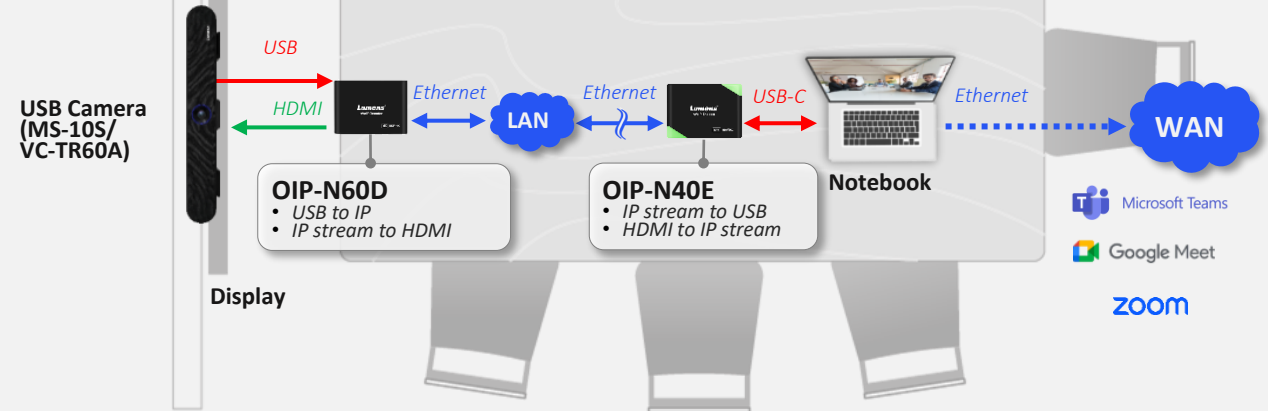 USB Camera
(MS-10S/
VC-TR60A)
USB
HDMI
Display
Lumens
OIP-N60D
• USB to IP
• IP stream to HDMI
Ethernet
LAN
Ethernet
Lumens
OIP-N40E
• IP stream to USB
• HDMI to IP stream
USB-C
Notebook
Ethernet
WAN
Microsoft Teams
Google Meet
zoom